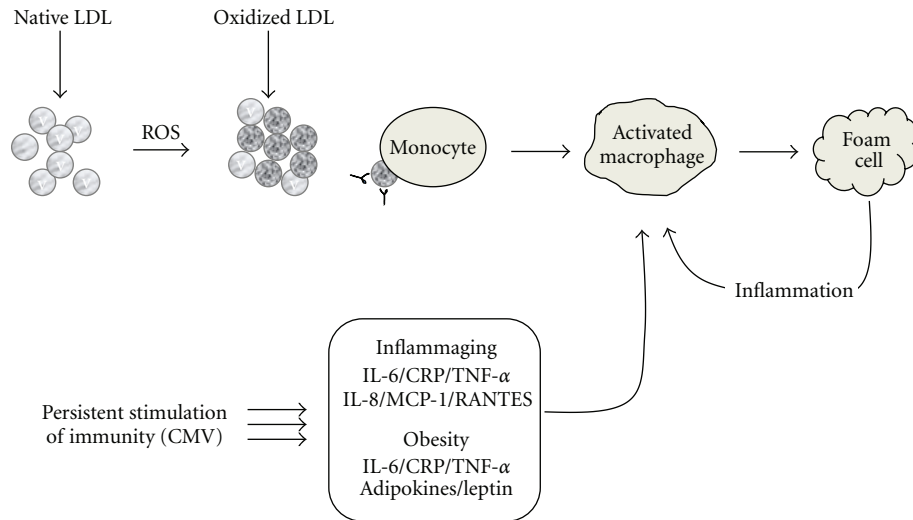 Native LDL
Oxidized LDL
ROS
Monocyte
Activated
macrophage
Foam
cell
Inflammation
Persistent stimulation
of immunity (CMV)
Inflammaging
IL-6/CRP/TNF-α
IL-8/MCP-1/RANTES
Obesity
IL-6/CRP/TNF-α
Adipokines/leptin